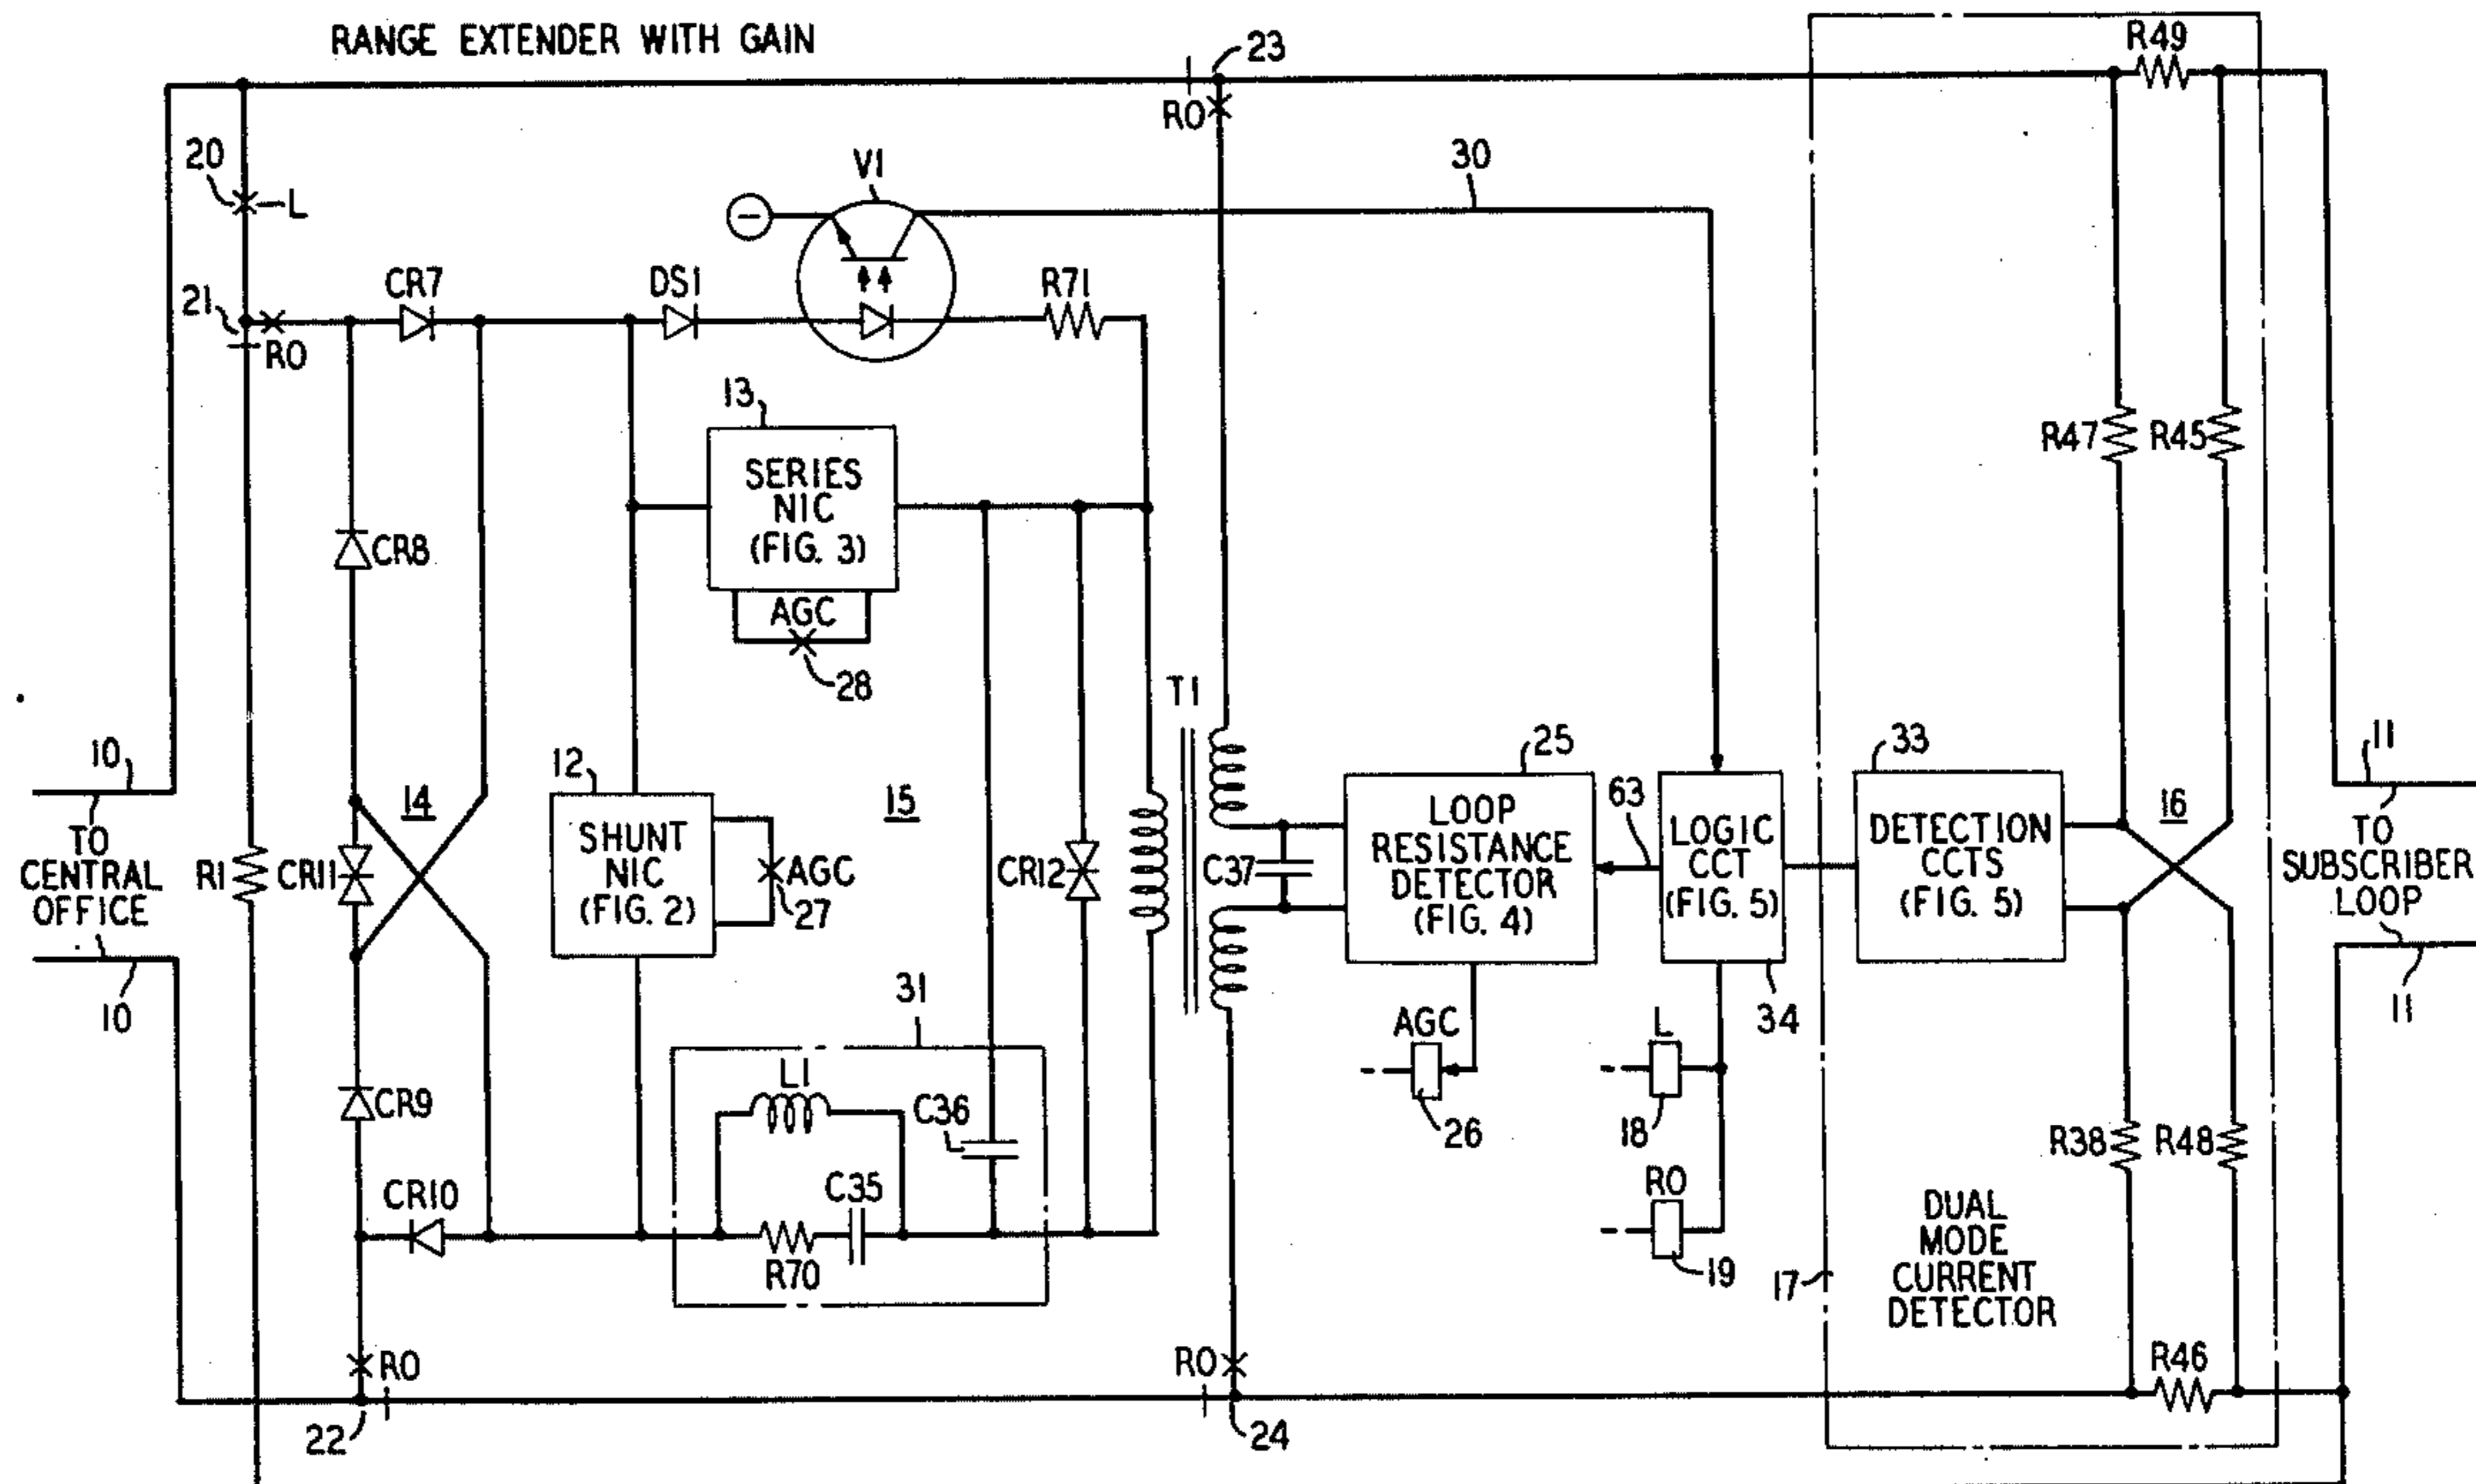 RANGE EXTENDER WITH GAIN
23
R49
RO
20
L
V1
30
21
RO
CR7
DS1
R71
13
SERIES
NIC
(FIG. 3)
AGC
28
CR8
R47
R45
T1
10
TO
CENTRAL
OFFICE
10
R1
CR11
14
12
SHUNT
NIC
(FIG. 2)
AGC
27
15
CR12
C37
25
LOOP
RESISTANCE
DETECTOR
(FIG. 4)
63
LOGIC
CCT
(FIG. 5)
34
33
DETECTION
CCTS
(FIG. 5)
16
11
TO
SUBSCRIBER
LOOP
11
31
L1
C36
C35
R70
CR9
CR10
AGC
26
L
18
RO
19
R38
R48
17
DUAL
MODE
CURRENT
DETECTOR
RO
22
RO
24
R46